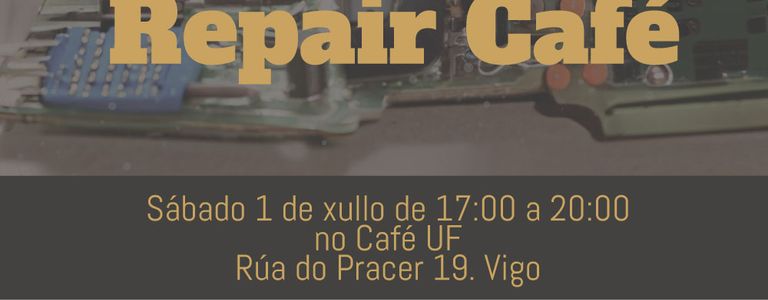 Repair Café
Sábado 1 de xullo de 17:00 a 20:00
no Café UF
Rúa do Pracer 19. Vigo